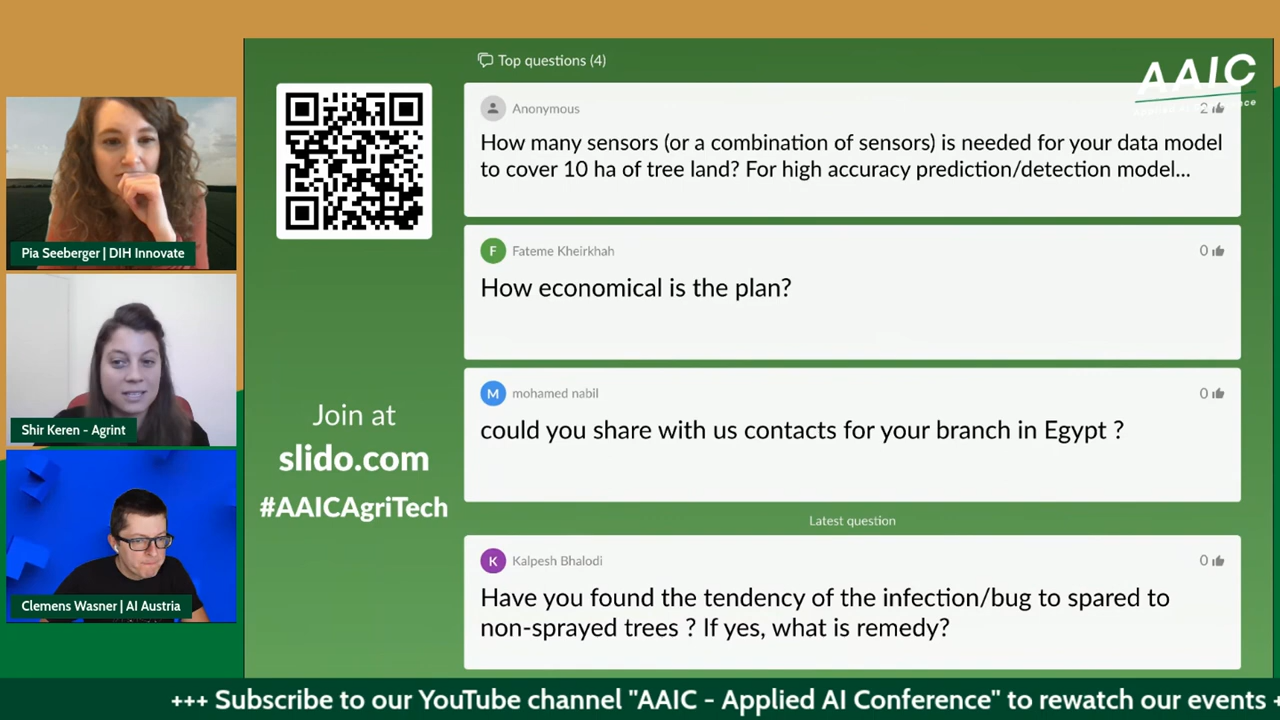 Top questions (4)
AAIC
Anonymous
2
How many sensors (or a combination of sensors) is needed for your data model
to cover 10 ha of tree land? For high accuracy prediction/detection model...
F
Fateme Kheirkhah
0
How economical is the plan?
M
mohamed nabil
0
could you share with us contacts for your branch in Egypt ?
Latest question
K
Kalpesh Bhalodi
0
Have you found the tendency of the infection/bug to spared to
non-sprayed trees ? If yes, what is remedy?
Join at
slido.com
#AAICAgriTech
Pia Seeberger | DIH Innovate
Shir Keren - Agrint
Clemens Wasner | AI Austria
+++ Subscribe to our YouTube channel "AAIC - Applied AI Conference" to rewatch our events